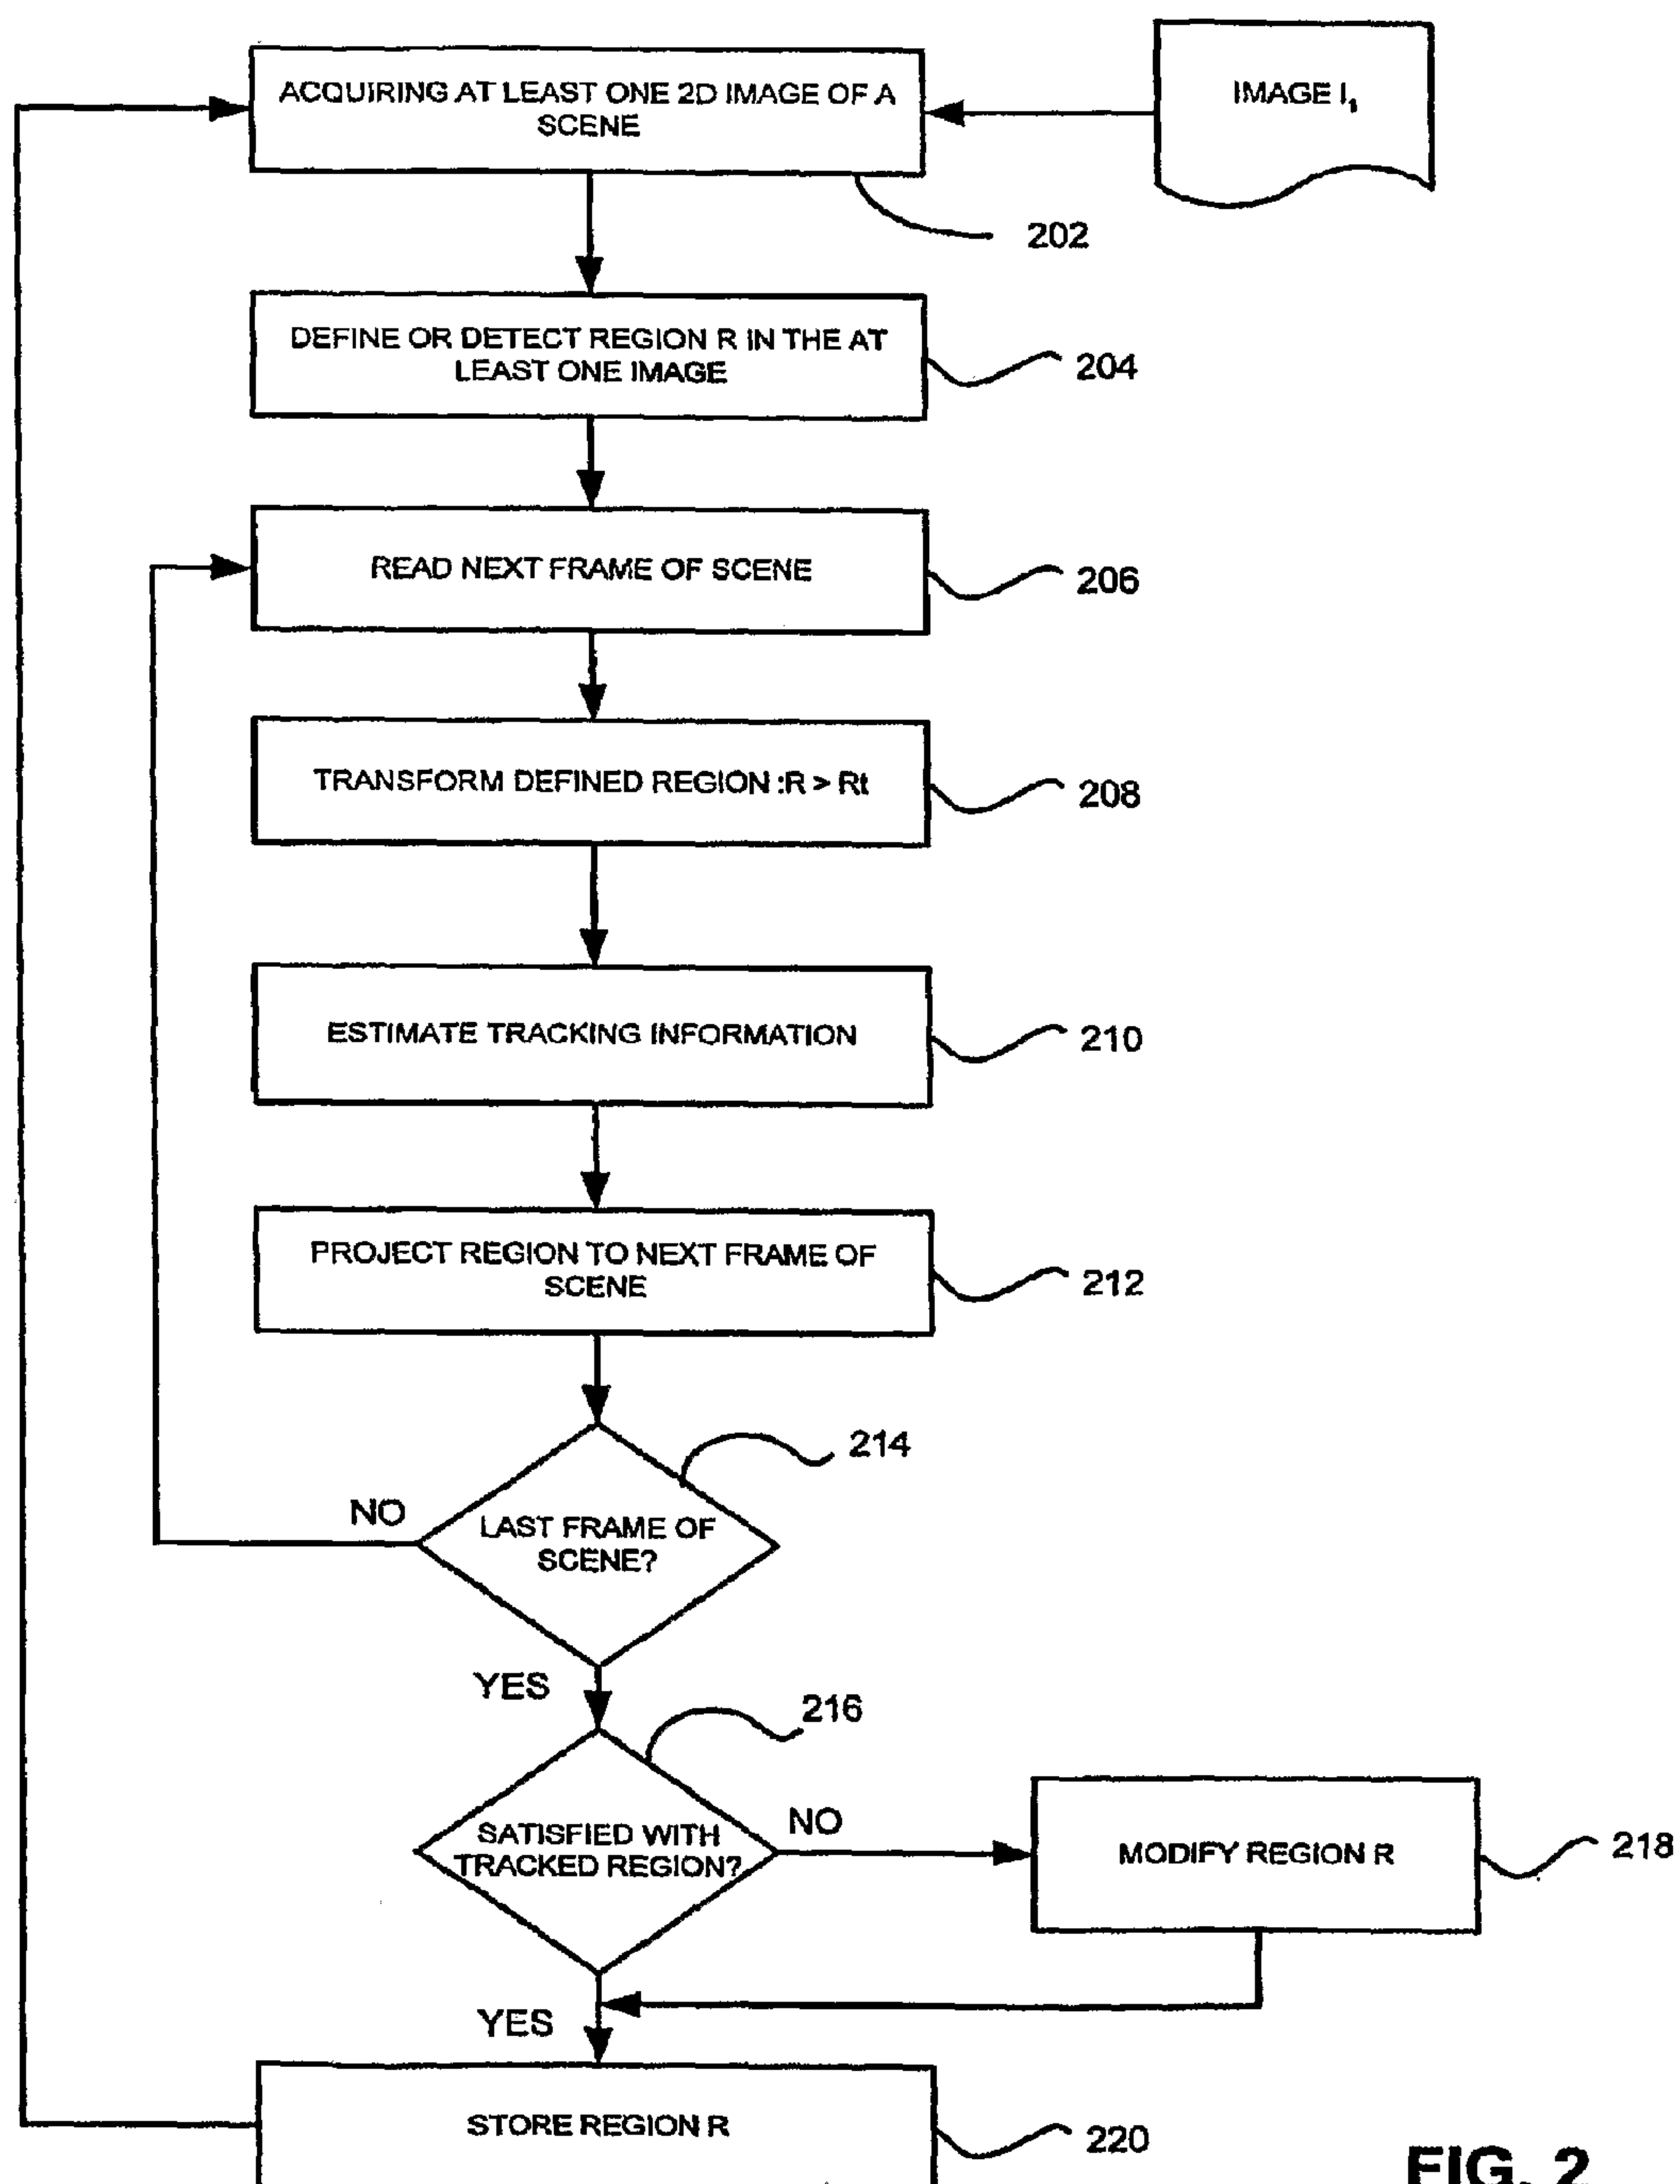 ACQUIRING AT LEAST ONE 2D IMAGE OF A
SCENE
IMAGE I₁
202
DEFINE OR DETECT REGION R IN THE AT
LEAST ONE IMAGE
204
READ NEXT FRAME OF SCENE
206
TRANSFORM DEFINED REGION :R > Rt
208
ESTIMATE TRACKING INFORMATION
210
PROJECT REGION TO NEXT FRAME OF
SCENE
212
214
NO
LAST FRAME OF
SCENE?
YES
216
SATISFIED WITH
TRACKED REGION?
NO
MODIFY REGION R
218
YES
STORE REGION R
220
FIG. 2